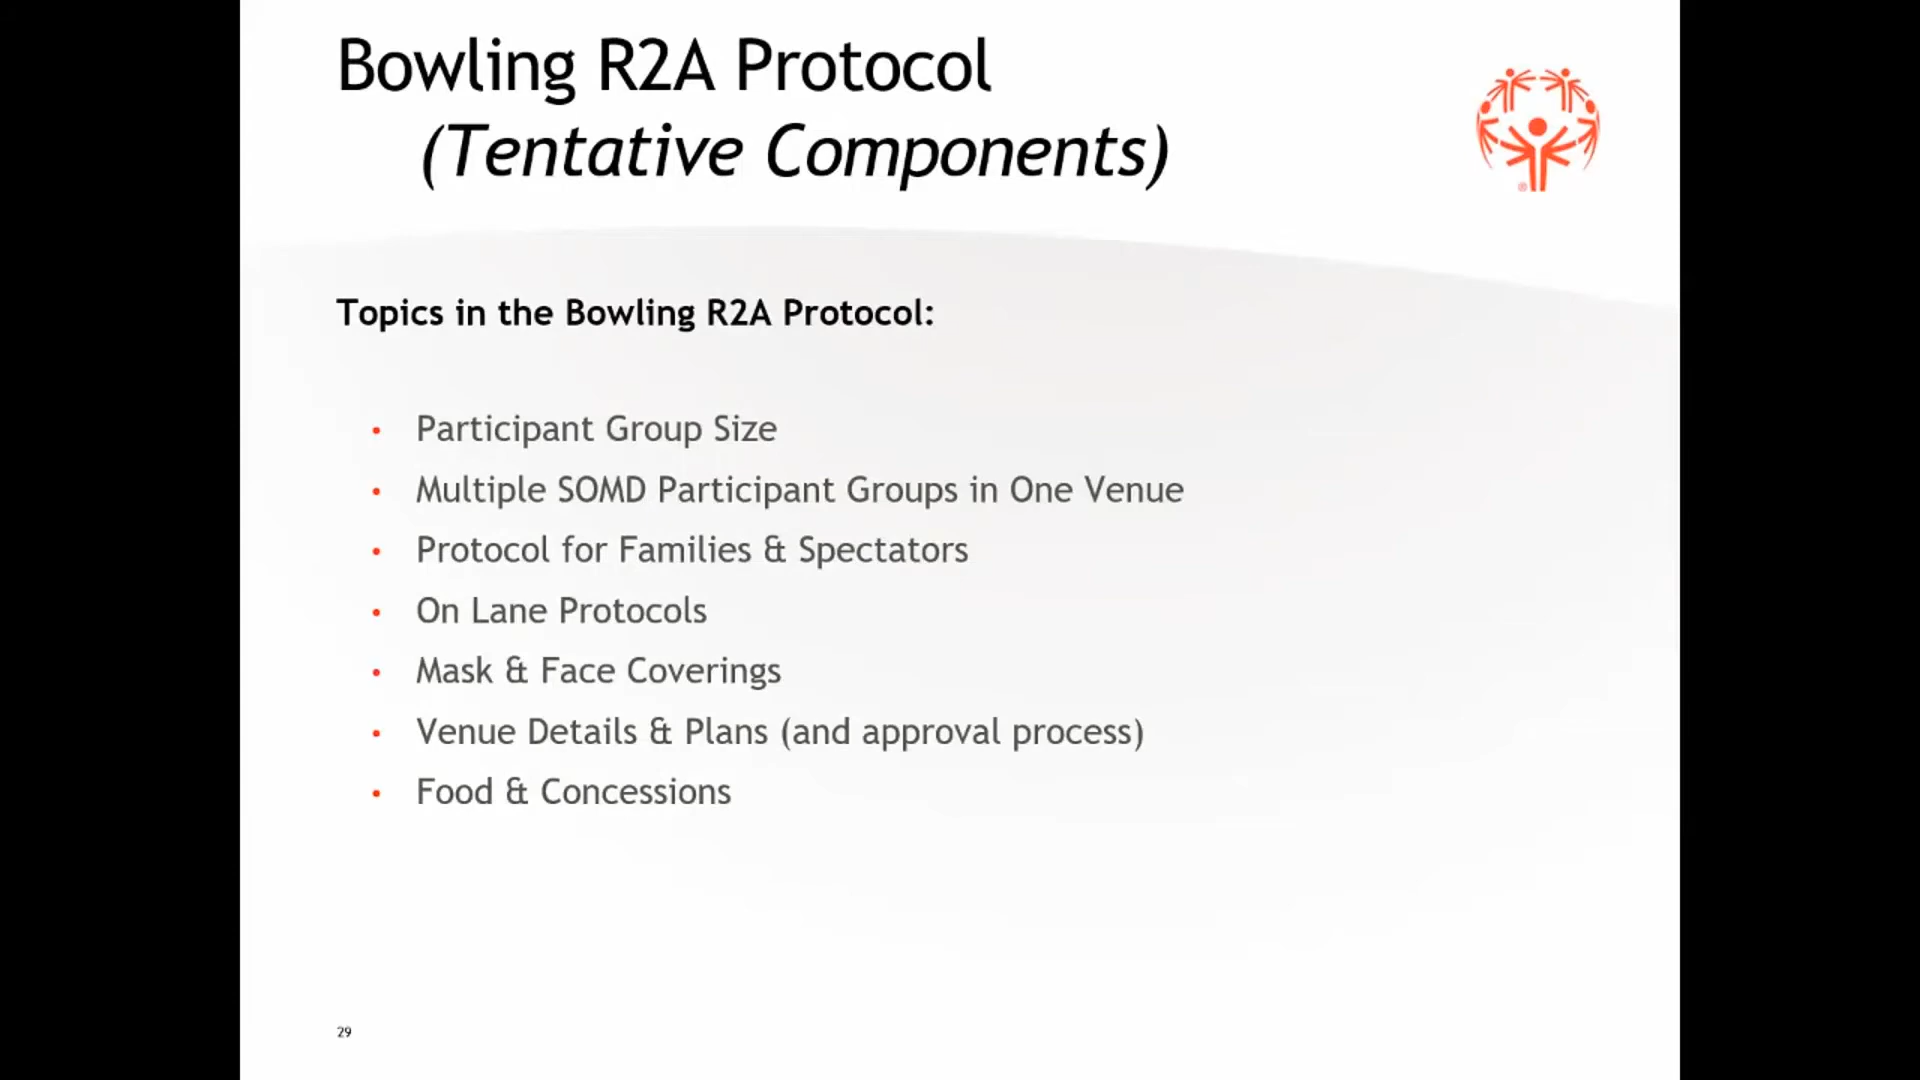 Bowling R2A Protocol
(Tentative Components)
Topics in the Bowling R2A Protocol:
• Participant Group Size
• Multiple SOMD Participant Groups in One Venue
• Protocol for Families & Spectators
• On Lane Protocols
• Mask & Face Coverings
• Venue Details & Plans (and approval process)
• Food & Concessions
®
29